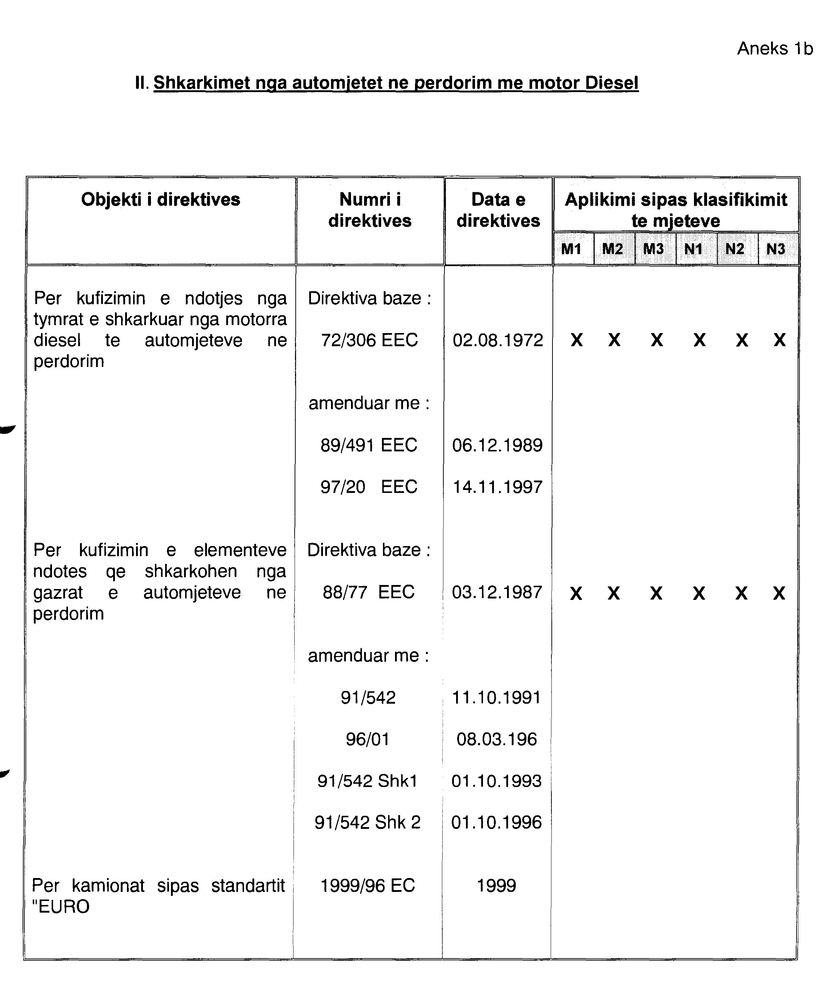 Aneks 1b
II. Shkarkimet nga automjetet ne perdorim me motor Diesel
Objekti i direktives
Numri i
direktives
Data e
direktives
Aplikimi sipas klasifikimit
te mjeteve
M1 M2 M3 N1 N2 N3
Per kufizimin e ndotjes nga
tymrat e shkarkuar nga motorra
diesel te automjeteve ne
perdorim
Direktiva baze :
72/306 EEC 02.08.1972 X X X X X X
amenduar me :
89/491 EEC 06.12.1989
97/20 EEC 14.11.1997
Per kufizimin e elementeve
ndotes qe shkarkohen nga
gazrat e automjeteve ne
perdorim
Direktiva baze :
88/77 EEC 03.12.1987 X X X X X X
amenduar me :
91/542 11.10.1991
96/01 08.03.196
91/542 Shk1 01.10.1993
91/542 Shk 2 01.10.1996
Per kamionat sipas standartit
"EURO
1999/96 EC 1999